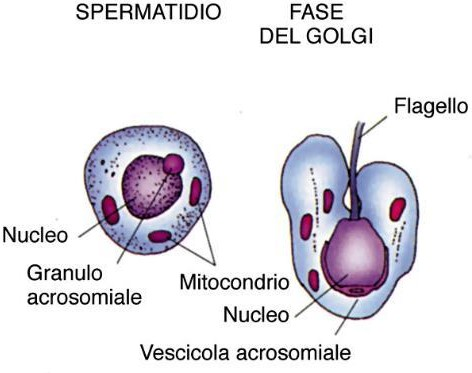 SPERMATIDIO
FASE
DEL GOLGI
Flagello
Nucleo
Granulo
acrosomiale
Mitocondrio
Nucleo
Vescicola acrosomiale